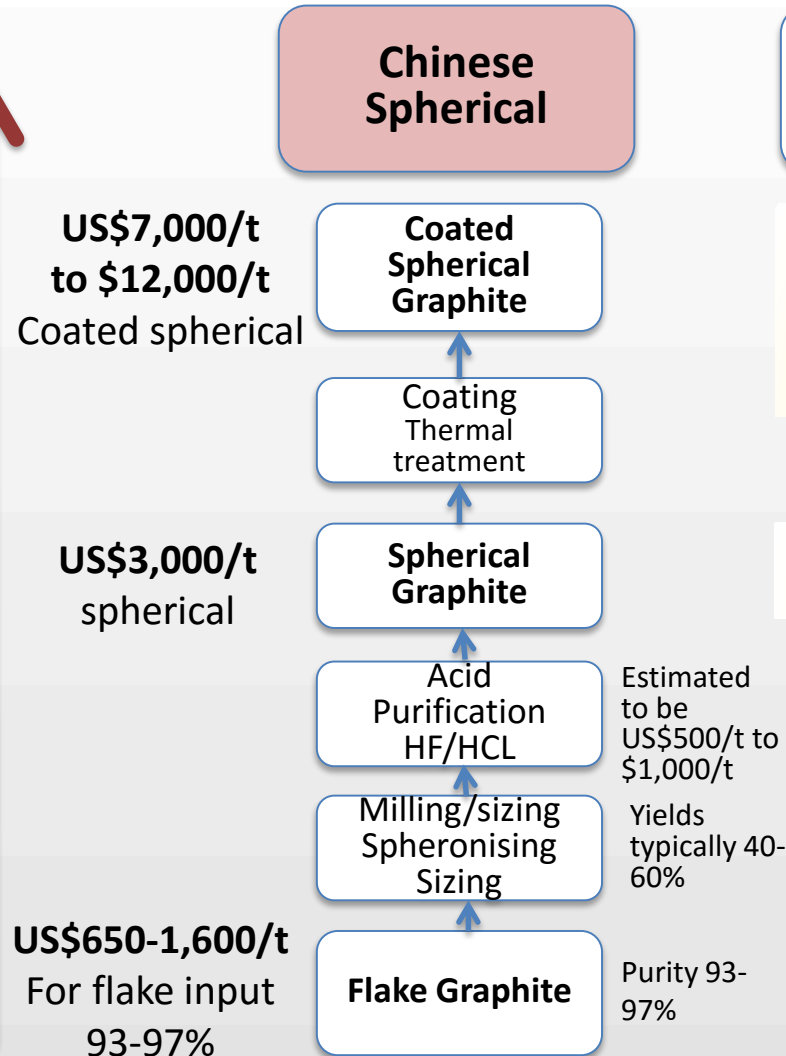 Chinese
Spherical
US$7,000/t
to $12,000/t
Coated spherical
Coated
Spherical
Graphite
Coating
Thermal
treatment
US$3,000/t
spherical
Spherical
Graphite
Acid
Purification
HF/HCL
Estimated
to be
US$500/t to
$1,000/t
Milling/sizing
Spheronising
Sizing
Yields
typically 40-
60%
US$650-1,600/t
For flake input
93-97%
Flake Graphite
Purity 93-
97%